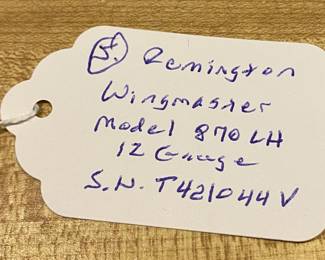 5. Remington
Wingmaster
Model 870 LH
12 Gauge
S.N. T421044V